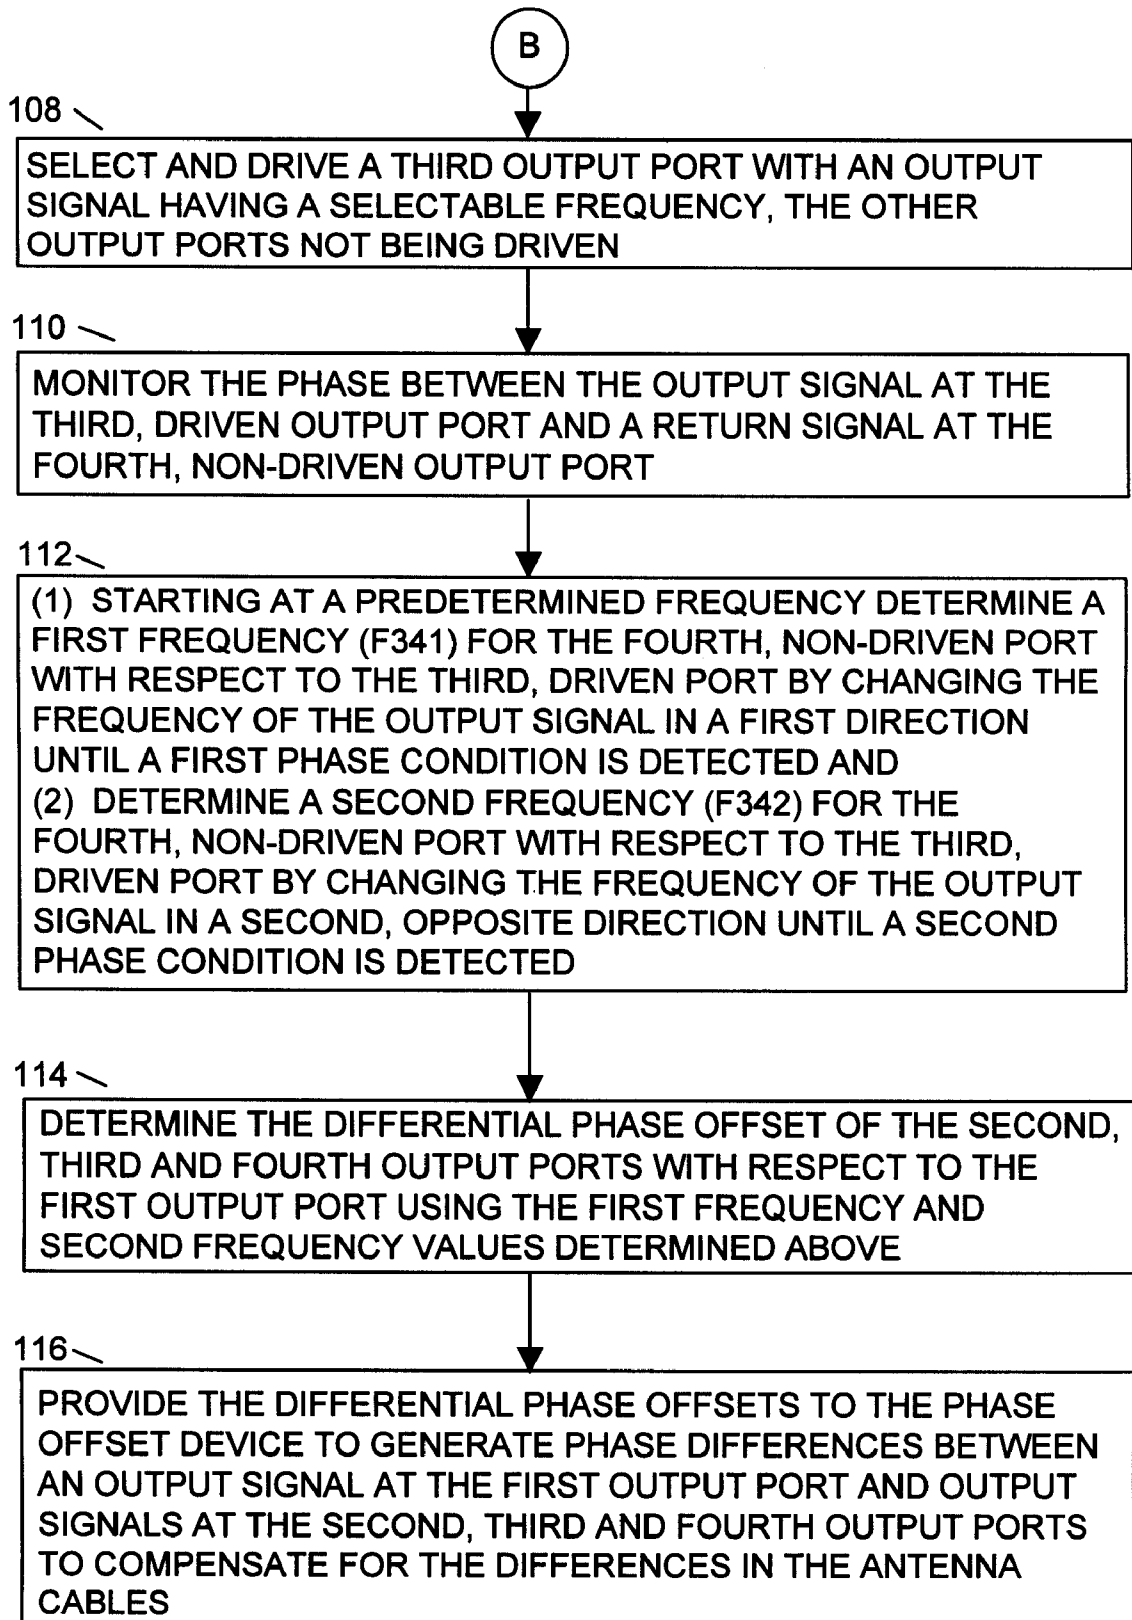 B
108
SELECT AND DRIVE A THIRD OUTPUT PORT WITH AN OUTPUT
SIGNAL HAVING A SELECTABLE FREQUENCY, THE OTHER
OUTPUT PORTS NOT BEING DRIVEN
110
MONITOR THE PHASE BETWEEN THE OUTPUT SIGNAL AT THE
THIRD, DRIVEN OUTPUT PORT AND A RETURN SIGNAL AT THE
FOURTH, NON-DRIVEN OUTPUT PORT
112
(1) STARTING AT A PREDETERMINED FREQUENCY DETERMINE A
FIRST FREQUENCY (F341) FOR THE FOURTH, NON-DRIVEN PORT
WITH RESPECT TO THE THIRD, DRIVEN PORT BY CHANGING THE
FREQUENCY OF THE OUTPUT SIGNAL IN A FIRST DIRECTION
UNTIL A FIRST PHASE CONDITION IS DETECTED AND
(2) DETERMINE A SECOND FREQUENCY (F342) FOR THE
FOURTH, NON-DRIVEN PORT WITH RESPECT TO THE THIRD,
DRIVEN PORT BY CHANGING THE FREQUENCY OF THE OUTPUT
SIGNAL IN A SECOND, OPPOSITE DIRECTION UNTIL A SECOND
PHASE CONDITION IS DETECTED
114
DETERMINE THE DIFFERENTIAL PHASE OFFSET OF THE SECOND,
THIRD AND FOURTH OUTPUT PORTS WITH RESPECT TO THE
FIRST OUTPUT PORT USING THE FIRST FREQUENCY AND
SECOND FREQUENCY VALUES DETERMINED ABOVE
116
PROVIDE THE DIFFERENTIAL PHASE OFFSETS TO THE PHASE
OFFSET DEVICE TO GENERATE PHASE DIFFERENCES BETWEEN
AN OUTPUT SIGNAL AT THE FIRST OUTPUT PORT AND OUTPUT
SIGNALS AT THE SECOND, THIRD AND FOURTH OUTPUT PORTS
TO COMPENSATE FOR THE DIFFERENCES IN THE ANTENNA
CABLES